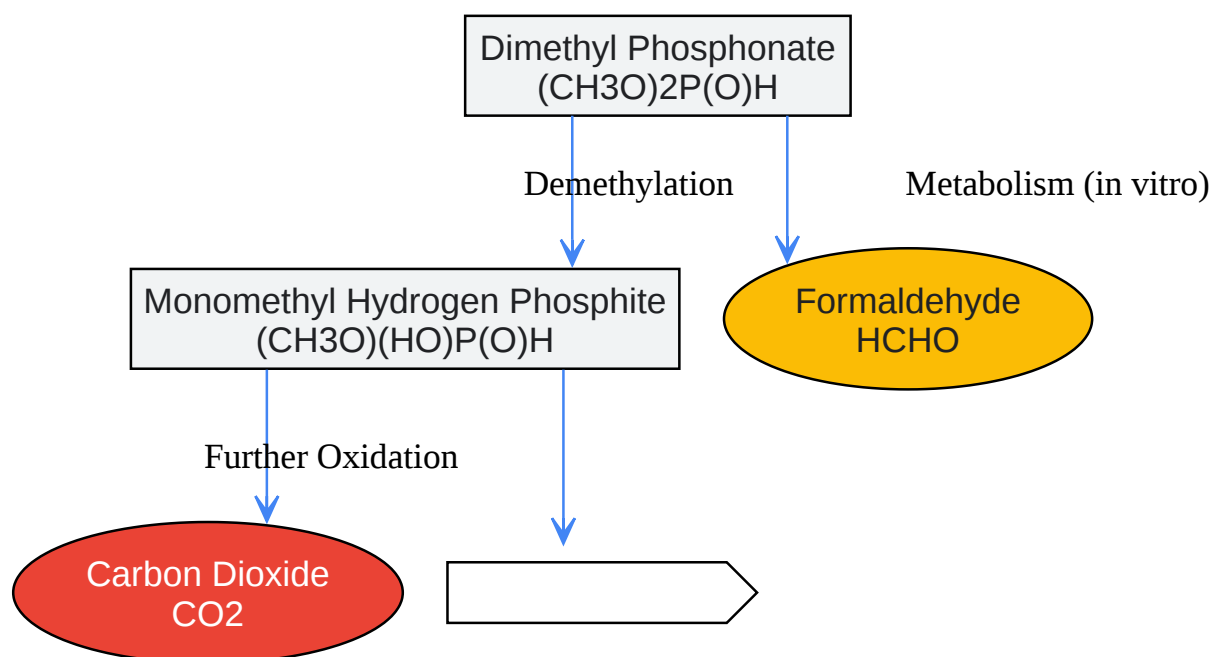 Dimethyl Phosphonate
(CH3O)2P(O)H
Demethylation
Metabolism (in vitro)
Monomethyl Hydrogen Phosphite
(CH3O)(HO)P(O)H
Formaldehyde
HCHO
Further Oxidation
Carbon Dioxide
CO2